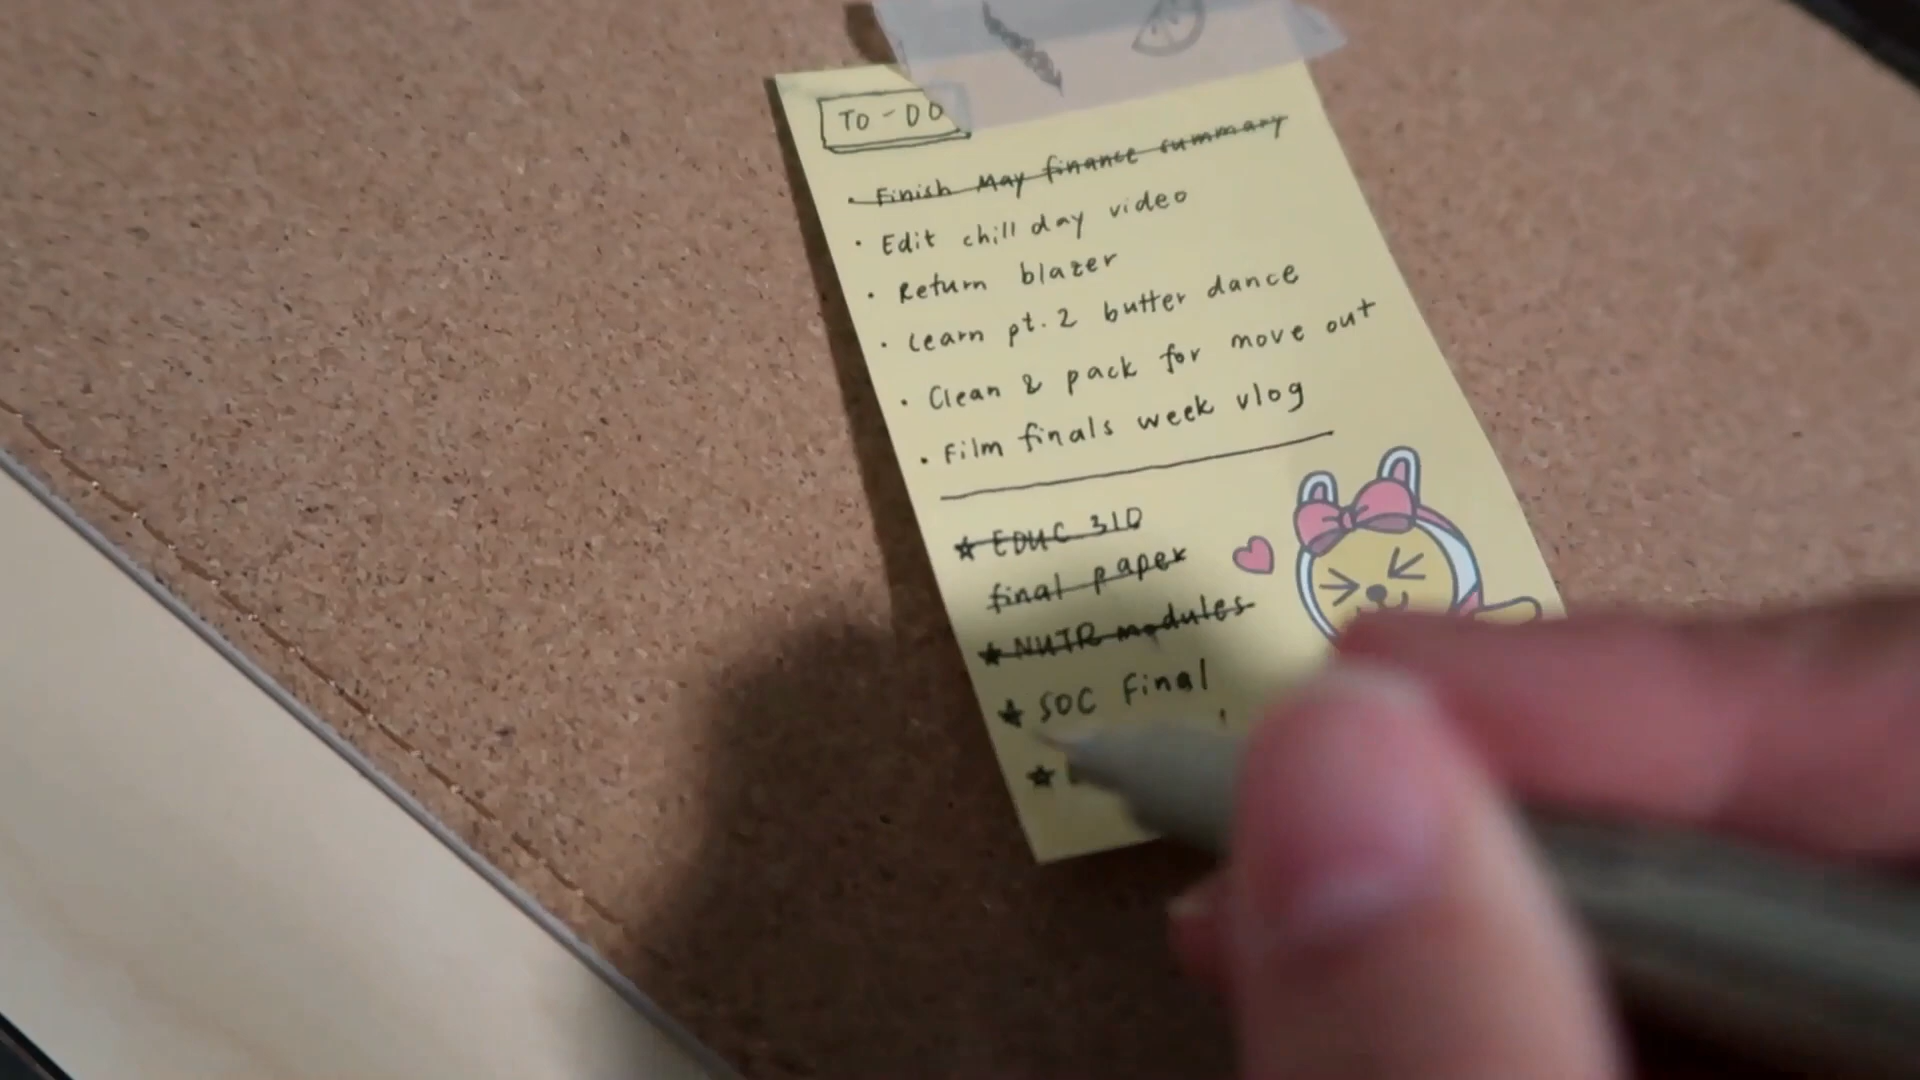 TO-DO
• Finish May finance summary
• Edit chill day video
• Return blazer
• Learn pt. 2 butter dance
• Clean & pack for move out
• Film finals week vlog
☆ EDUC 310
final paper
★ NUTR modules
★ SOC Final
★